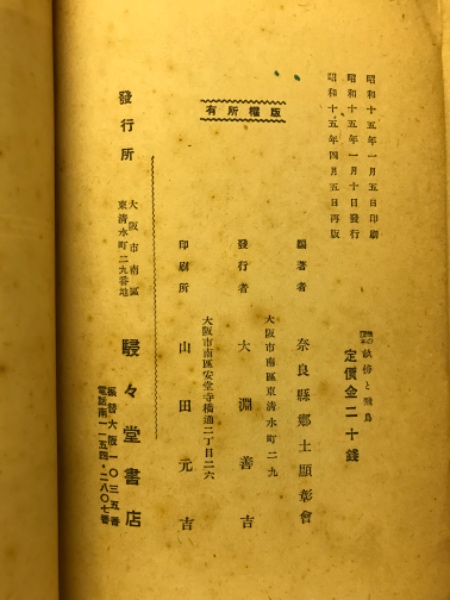 昭和十五年一月五日印刷
昭和十五年一月十日發行
昭和十五年四月五日再版
版權所有
と飛鳥
定價金二十錢
編著者 奈良縣鄕土顯彰會
大阪市南區東清水町二九
發行者 大淵善吉
大阪市南區安堂寺橋通二丁目二六
印刷所 山田元吉
發行所
大阪市南區
東清水町二九番地
駸々堂書店
振替大阪一〇三五番
電話南一一五四・二八〇七番